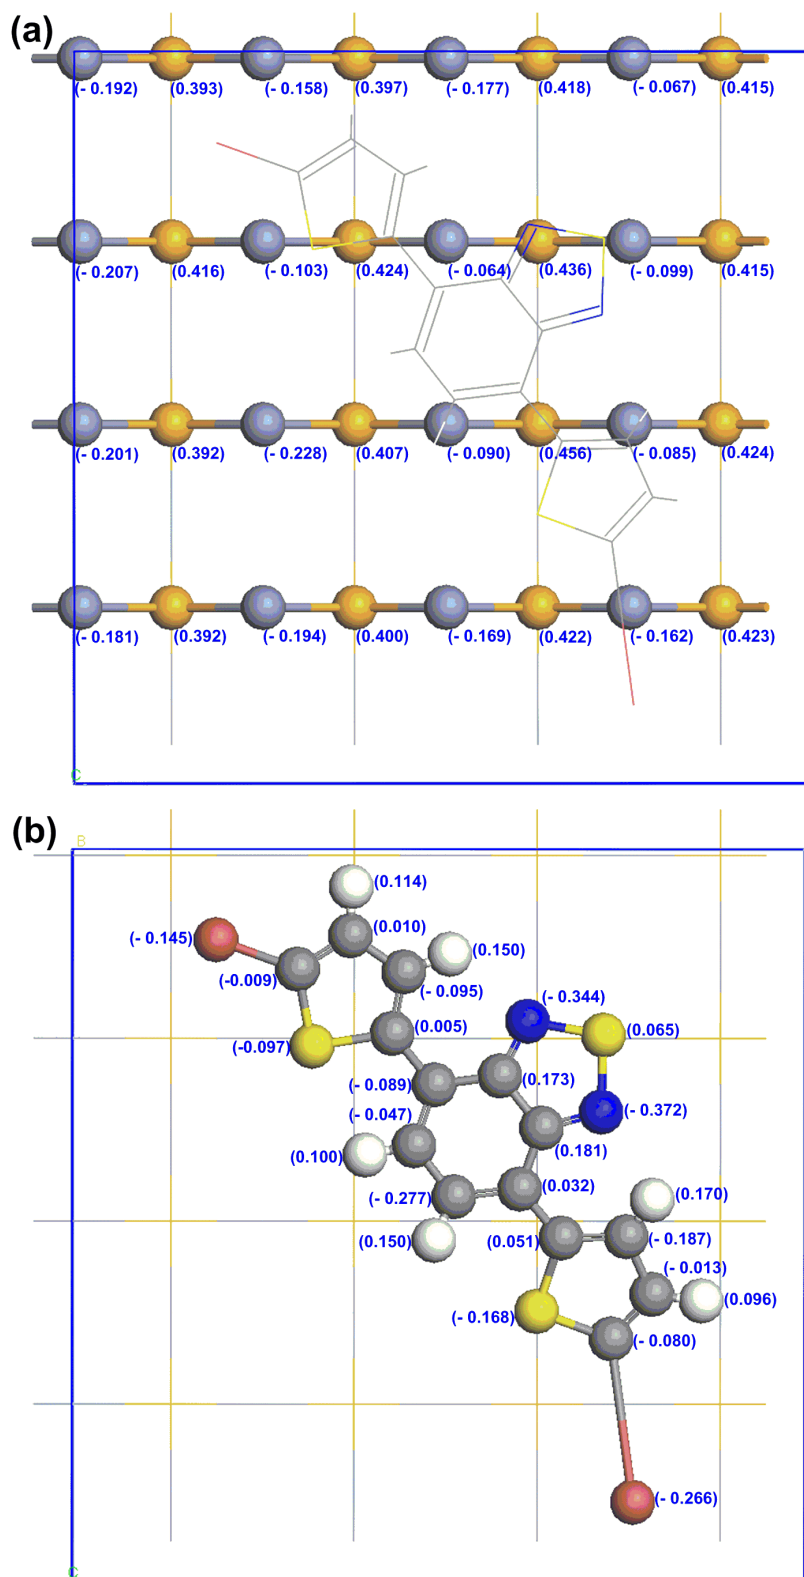 (a)
(- 0.192) (0.393) (- 0.158) (0.397) (- 0.177) (0.418) (- 0.067) (0.415)
(- 0.207) (0.416) (- 0.103) (0.424) (- 0.064) (0.436) (- 0.099) (0.415)
(- 0.201) (0.392) (- 0.228) (0.407) (- 0.090) (0.456) (- 0.085) (0.424)
(- 0.181) (0.392) (- 0.194) (0.400) (- 0.169) (0.422) (- 0.162) (0.423)
C
(b)
B
(0.114)
(- 0.145) (0.010) (0.150)
(-0.009) (- 0.095) (- 0.344)
(-0.097) (0.005) (0.065)
(- 0.089) (0.173)
(- 0.047) (- 0.372)
(0.100) (0.181)
(- 0.277) (0.032) (0.170)
(0.150) (0.051) (- 0.187)
(- 0.013)
(0.096)
(- 0.168)
(- 0.080)
(- 0.266)
C